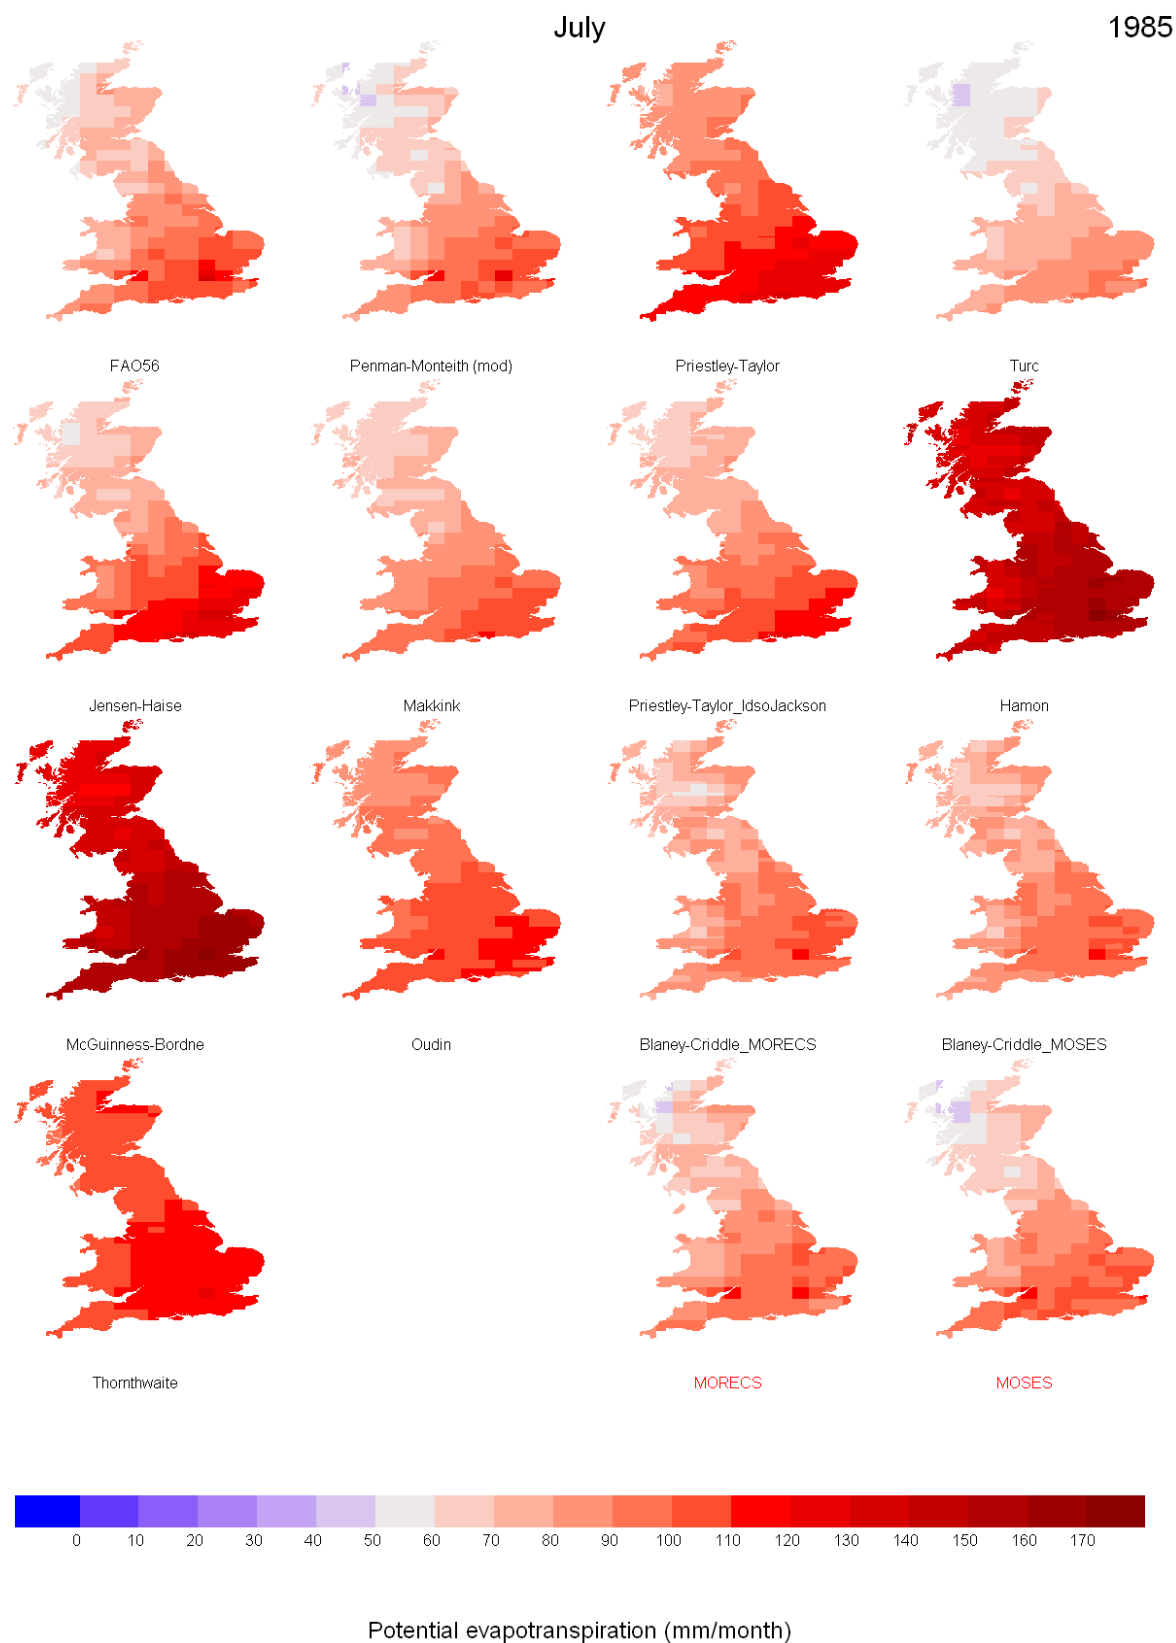 July 1985
FAO56 Penman-Monteith (mod) Priestley-Taylor Turc
Jensen-Haise Makkink Priestley-Taylor_IdsoJackson Hamon
McGuinness-Bordne Oudin Blaney-Criddle_MORECS Blaney-Criddle_MOSES
Thornthwaite MORECS MOSES
0 10 20 30 40 50 60 70 80 90 100 110 120 130 140 150 160 170
Potential evapotranspiration (mm/month)